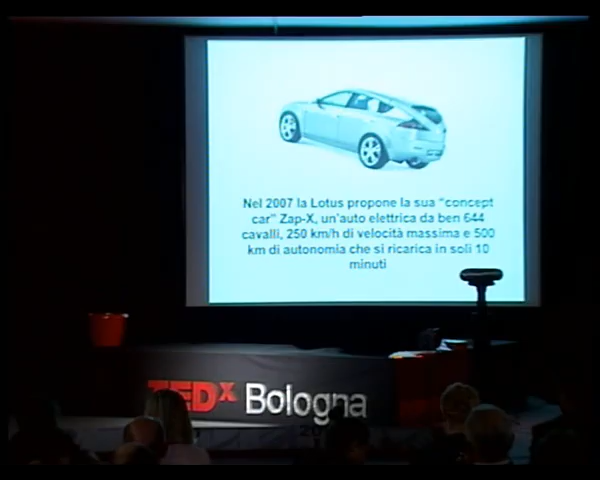 Nel 2007 la Lotus propone la sua “concept
car” Zap-X, un’auto elettrica da ben 644
cavalli, 250 km/h di velocità massima e 500
km di autonomia che si ricarica in soli 10
minuti
TEDx Bologna